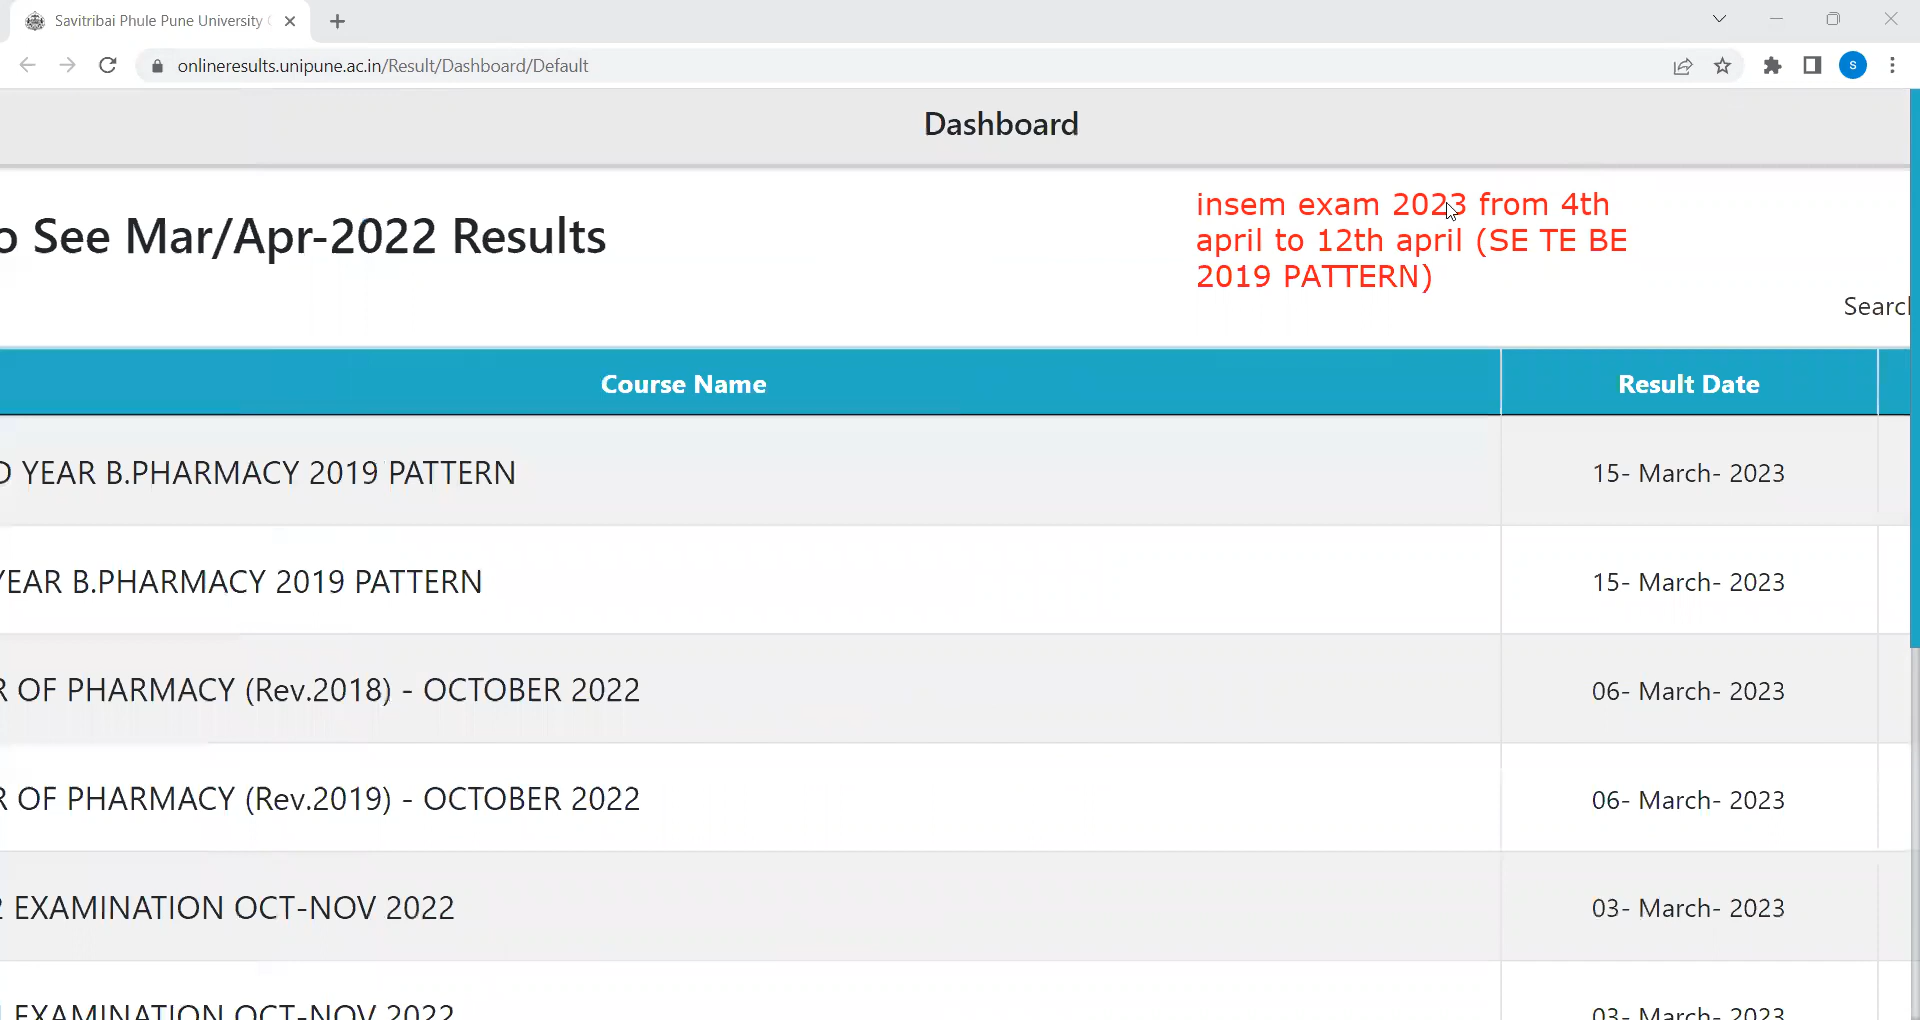 Savitribai Phule Pune University
onlineresults.unipune.ac.in/Result/Dashboard/Default
S
Dashboard
o See Mar/Apr-2022 Results
insem exam 2023 from 4th
april to 12th april (SE TE BE
2019 PATTERN)
Search
Course Name Result Date
D YEAR B.PHARMACY 2019 PATTERN 15- March- 2023
YEAR B.PHARMACY 2019 PATTERN 15- March- 2023
R OF PHARMACY (Rev.2018) - OCTOBER 2022 06- March- 2023
R OF PHARMACY (Rev.2019) - OCTOBER 2022 06- March- 2023
2 EXAMINATION OCT-NOV 2022 03- March- 2023
EXAMINATION OCT-NOV 2022 03- March- 2023